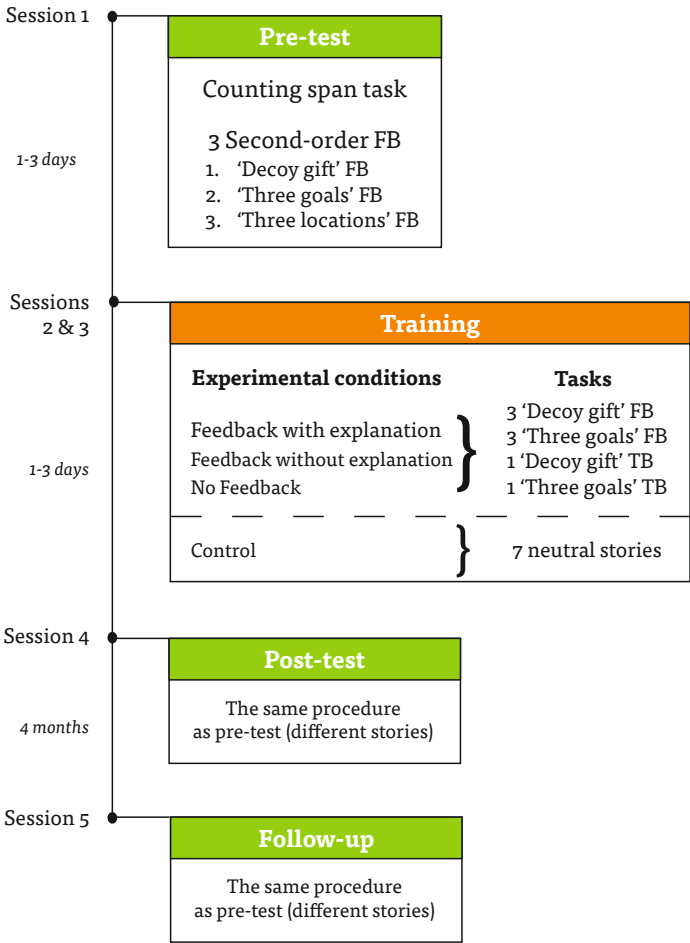 Session 1
Pre-test
Counting span task
3 Second-order FB
1. ‘Decoy gift’ FB
2. ‘Three goals’ FB
3. ‘Three locations’ FB
1-3 days
Sessions
2 & 3
Training
Experimental conditions
Tasks
Feedback with explanation
Feedback without explanation
No Feedback
}
3 ‘Decoy gift’ FB
3 ‘Three goals’ FB
1 ‘Decoy gift’ TB
1 ‘Three goals’ TB
Control
}
7 neutral stories
1-3 days
Session 4
Post-test
The same procedure
as pre-test (different stories)
4 months
Session 5
Follow-up
The same procedure
as pre-test (different stories)